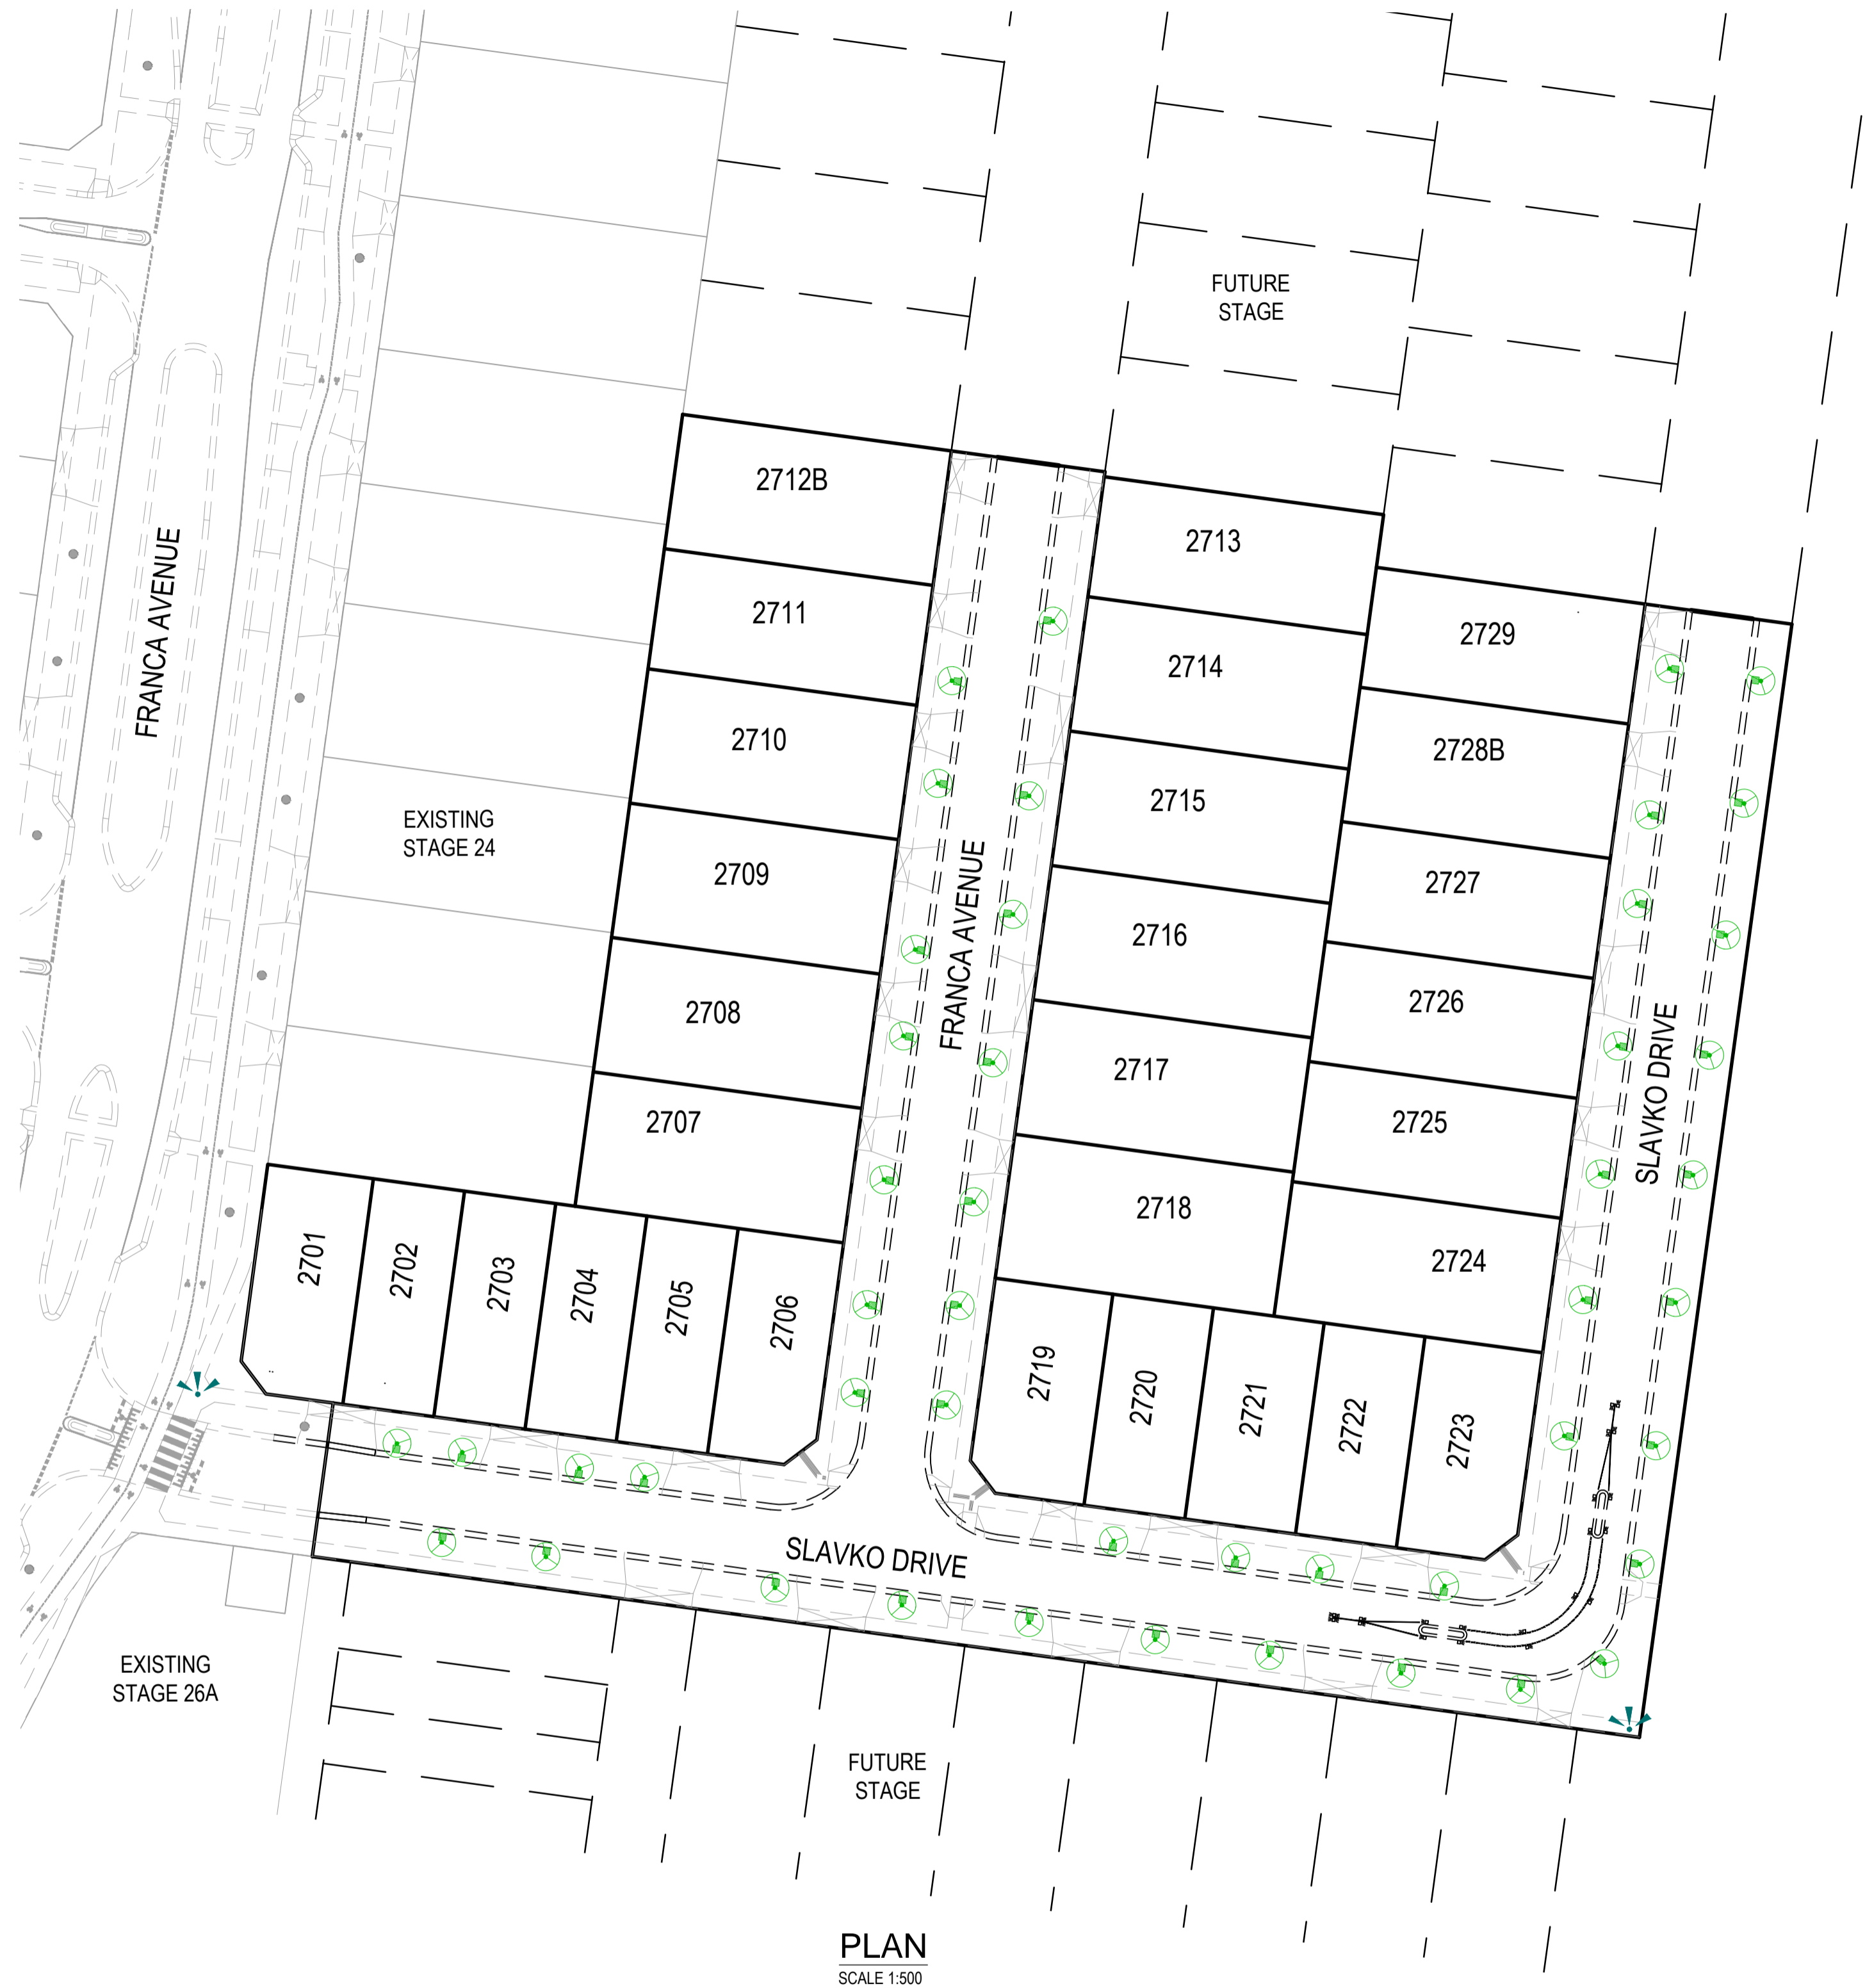 FUTURE
STAGE
2712B
2713
FRANCA AVENUE
2711
2729
2714
2710
2728B
2715
EXISTING
STAGE 24
2709
2727
FRANCA AVENUE
2716
2726
2708
SLAVKO DRIVE
2717
2707
2725
2718
2701
2702
2703
2704
2705
2706
2724
2719
2720
2721
2722
2723
SLAVKO DRIVE
EXISTING
STAGE 26A
FUTURE
STAGE
PLAN
SCALE 1:500